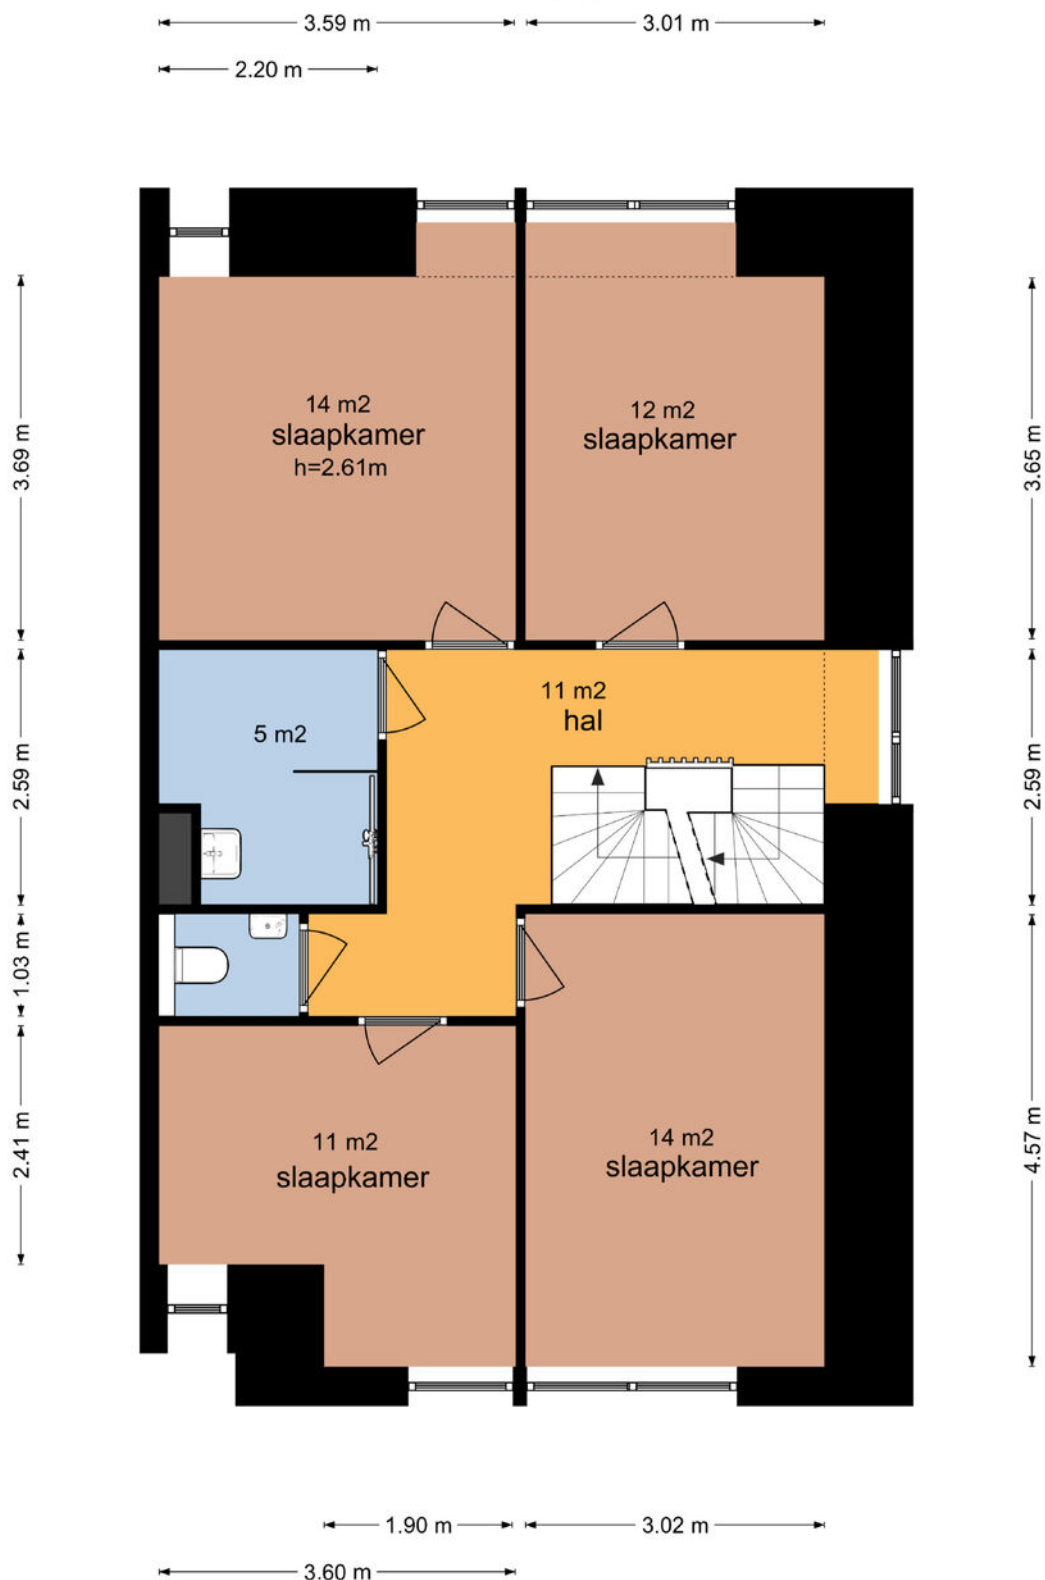 3.59 m
3.01 m
2.20 m
14 m2
slaapkamer
h=2.61m
12 m2
slaapkamer
3.69 m
3.65 m
11 m2
hal
5 m2
2.59 m
2.59 m
1.03 m
11 m2
slaapkamer
14 m2
slaapkamer
2.41 m
4.57 m
1.90 m
3.02 m
3.60 m